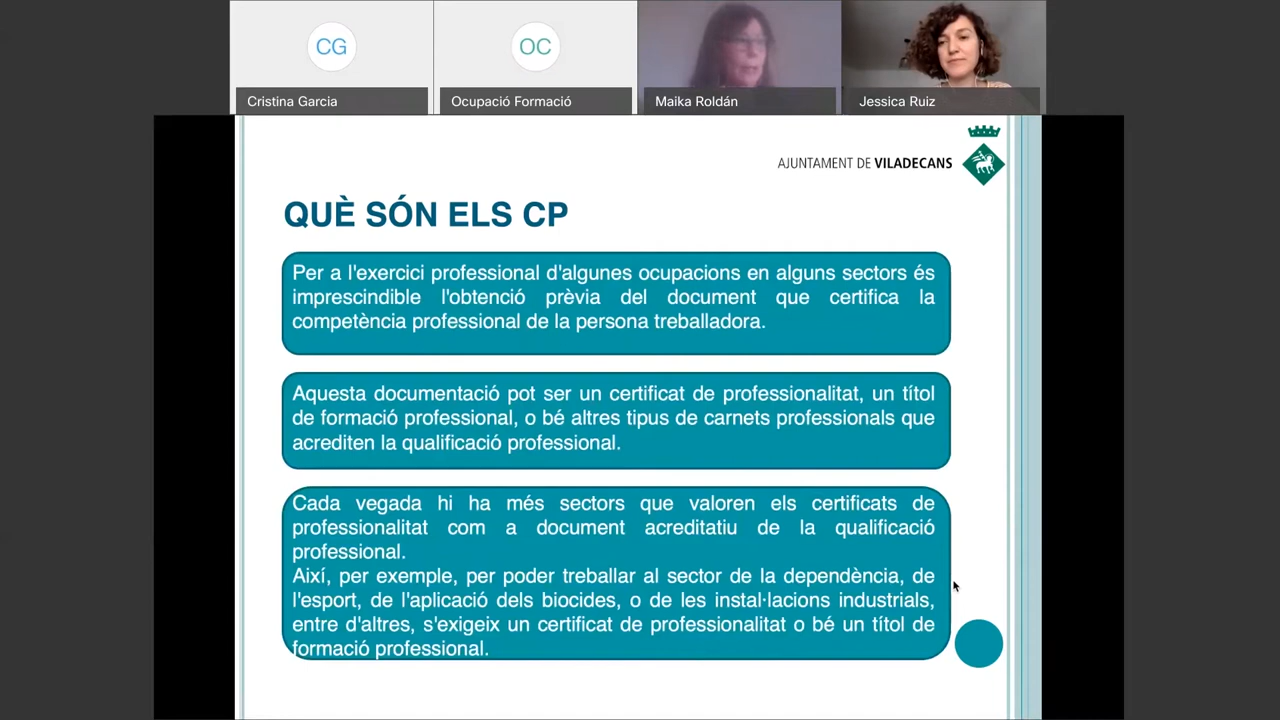 CG
OC
Cristina Garcia
Ocupació Formació
Maika Roldán
Jessica Ruiz
AJUNTAMENT DE VILADECANS
QUÈ SÓN ELS CP
Per a l'exercici professional d'algunes ocupacions en alguns sectors és
imprescindible l'obtenció prèvia del document que certifica la
competència professional de la persona treballadora.
Aquesta documentació pot ser un certificat de professionalitat, un títol
de formació professional, o bé altres tipus de carnets professionals que
acrediten la qualificació professional.
Cada vegada hi ha més sectors que valoren els certificats de
professionalitat com a document acreditatiu de la qualificació
professional.
Així, per exemple, per poder treballar al sector de la dependència, de
l'esport, de l'aplicació dels biocides, o de les instal·lacions industrials,
entre d'altres, s'exigeix un certificat de professionalitat o bé un títol de
formació professional.